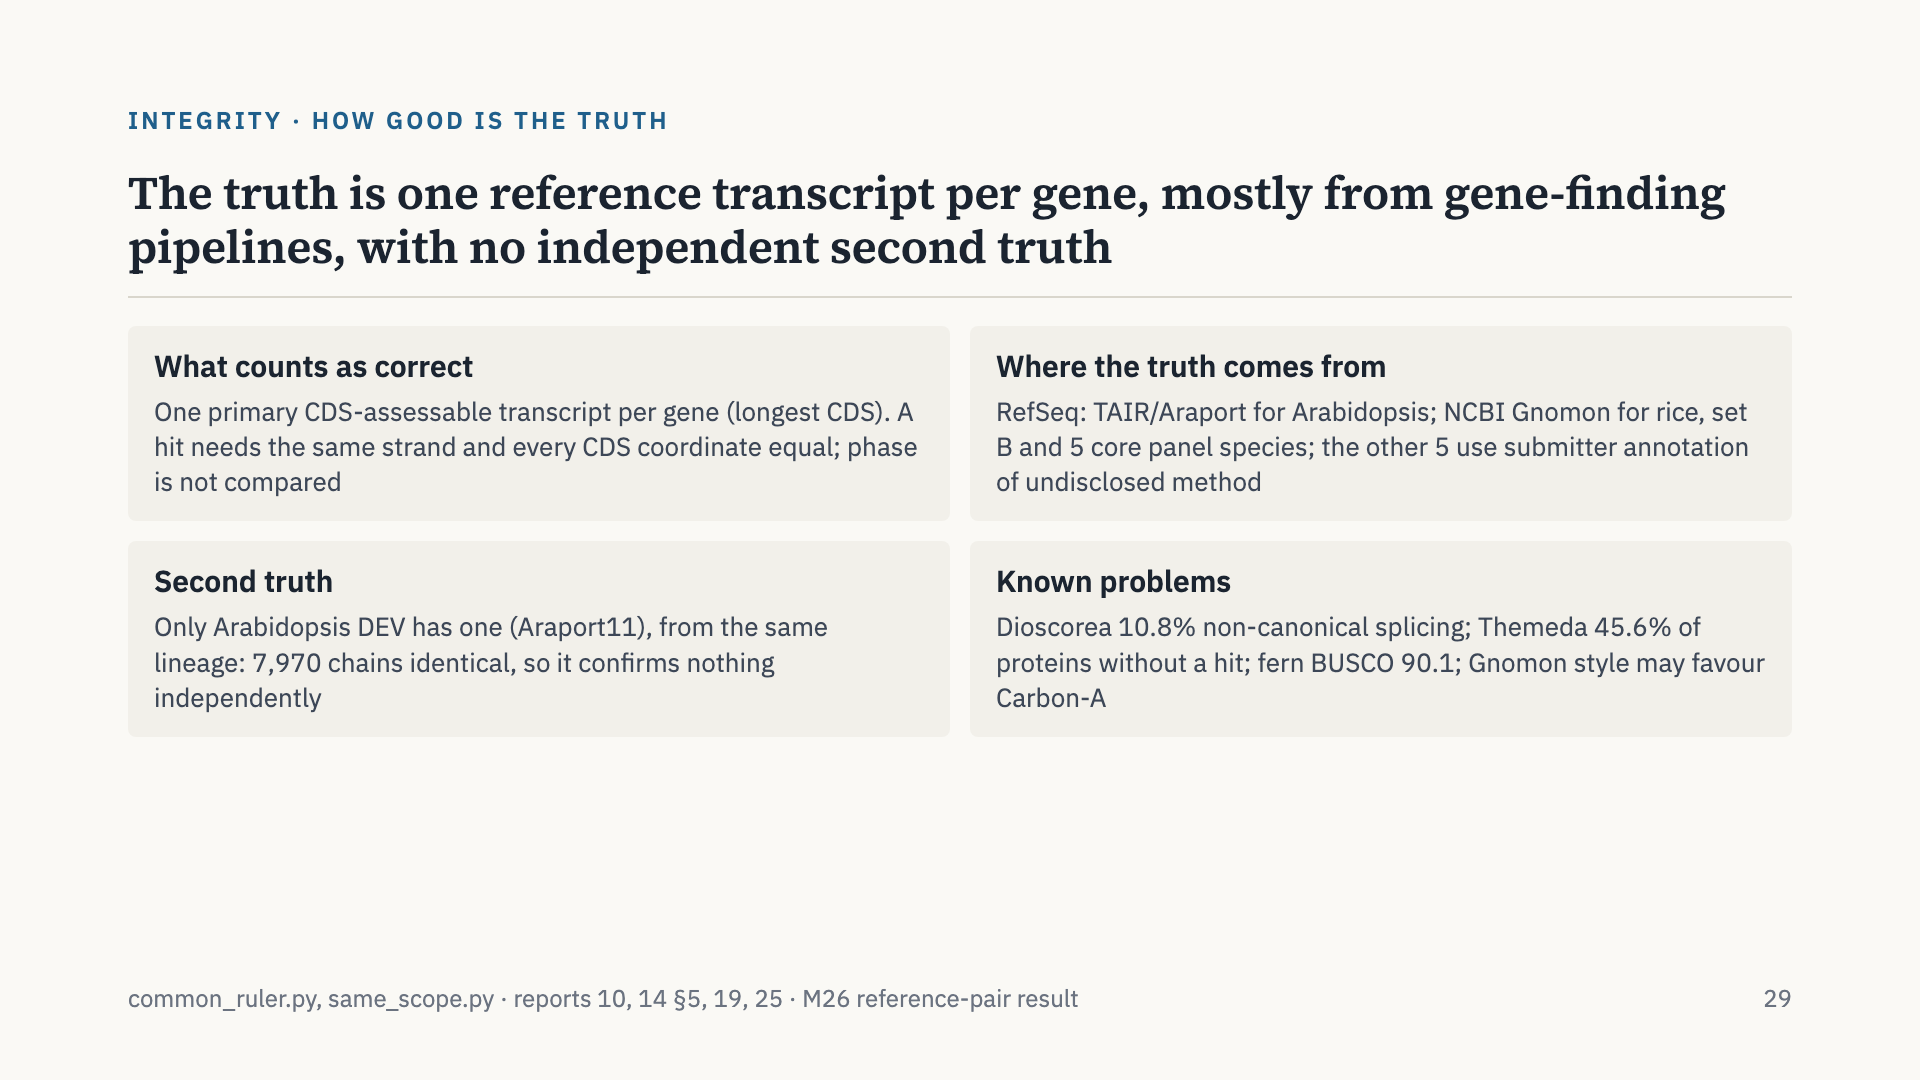 INTEGRITY · HOW GOOD IS THE TRUTH
The truth is one reference transcript per gene, mostly from gene-finding
pipelines, with no independent second truth
What counts as correct
One primary CDS-assessable transcript per gene (longest CDS). A
hit needs the same strand and every CDS coordinate equal; phase
is not compared
Where the truth comes from
RefSeq: TAIR/Araport for Arabidopsis; NCBI Gnomon for rice, set
B and 5 core panel species; the other 5 use submitter annotation
of undisclosed method
Second truth
Only Arabidopsis DEV has one (Araport11), from the same
lineage: 7,970 chains identical, so it confirms nothing
independently
Known problems
Dioscorea 10.8% non-canonical splicing; Themeda 45.6% of
proteins without a hit; fern BUSCO 90.1; Gnomon style may favour
Carbon-A
common_ruler.py, same_scope.py · reports 10, 14 §5, 19, 25 · M26 reference-pair result
29